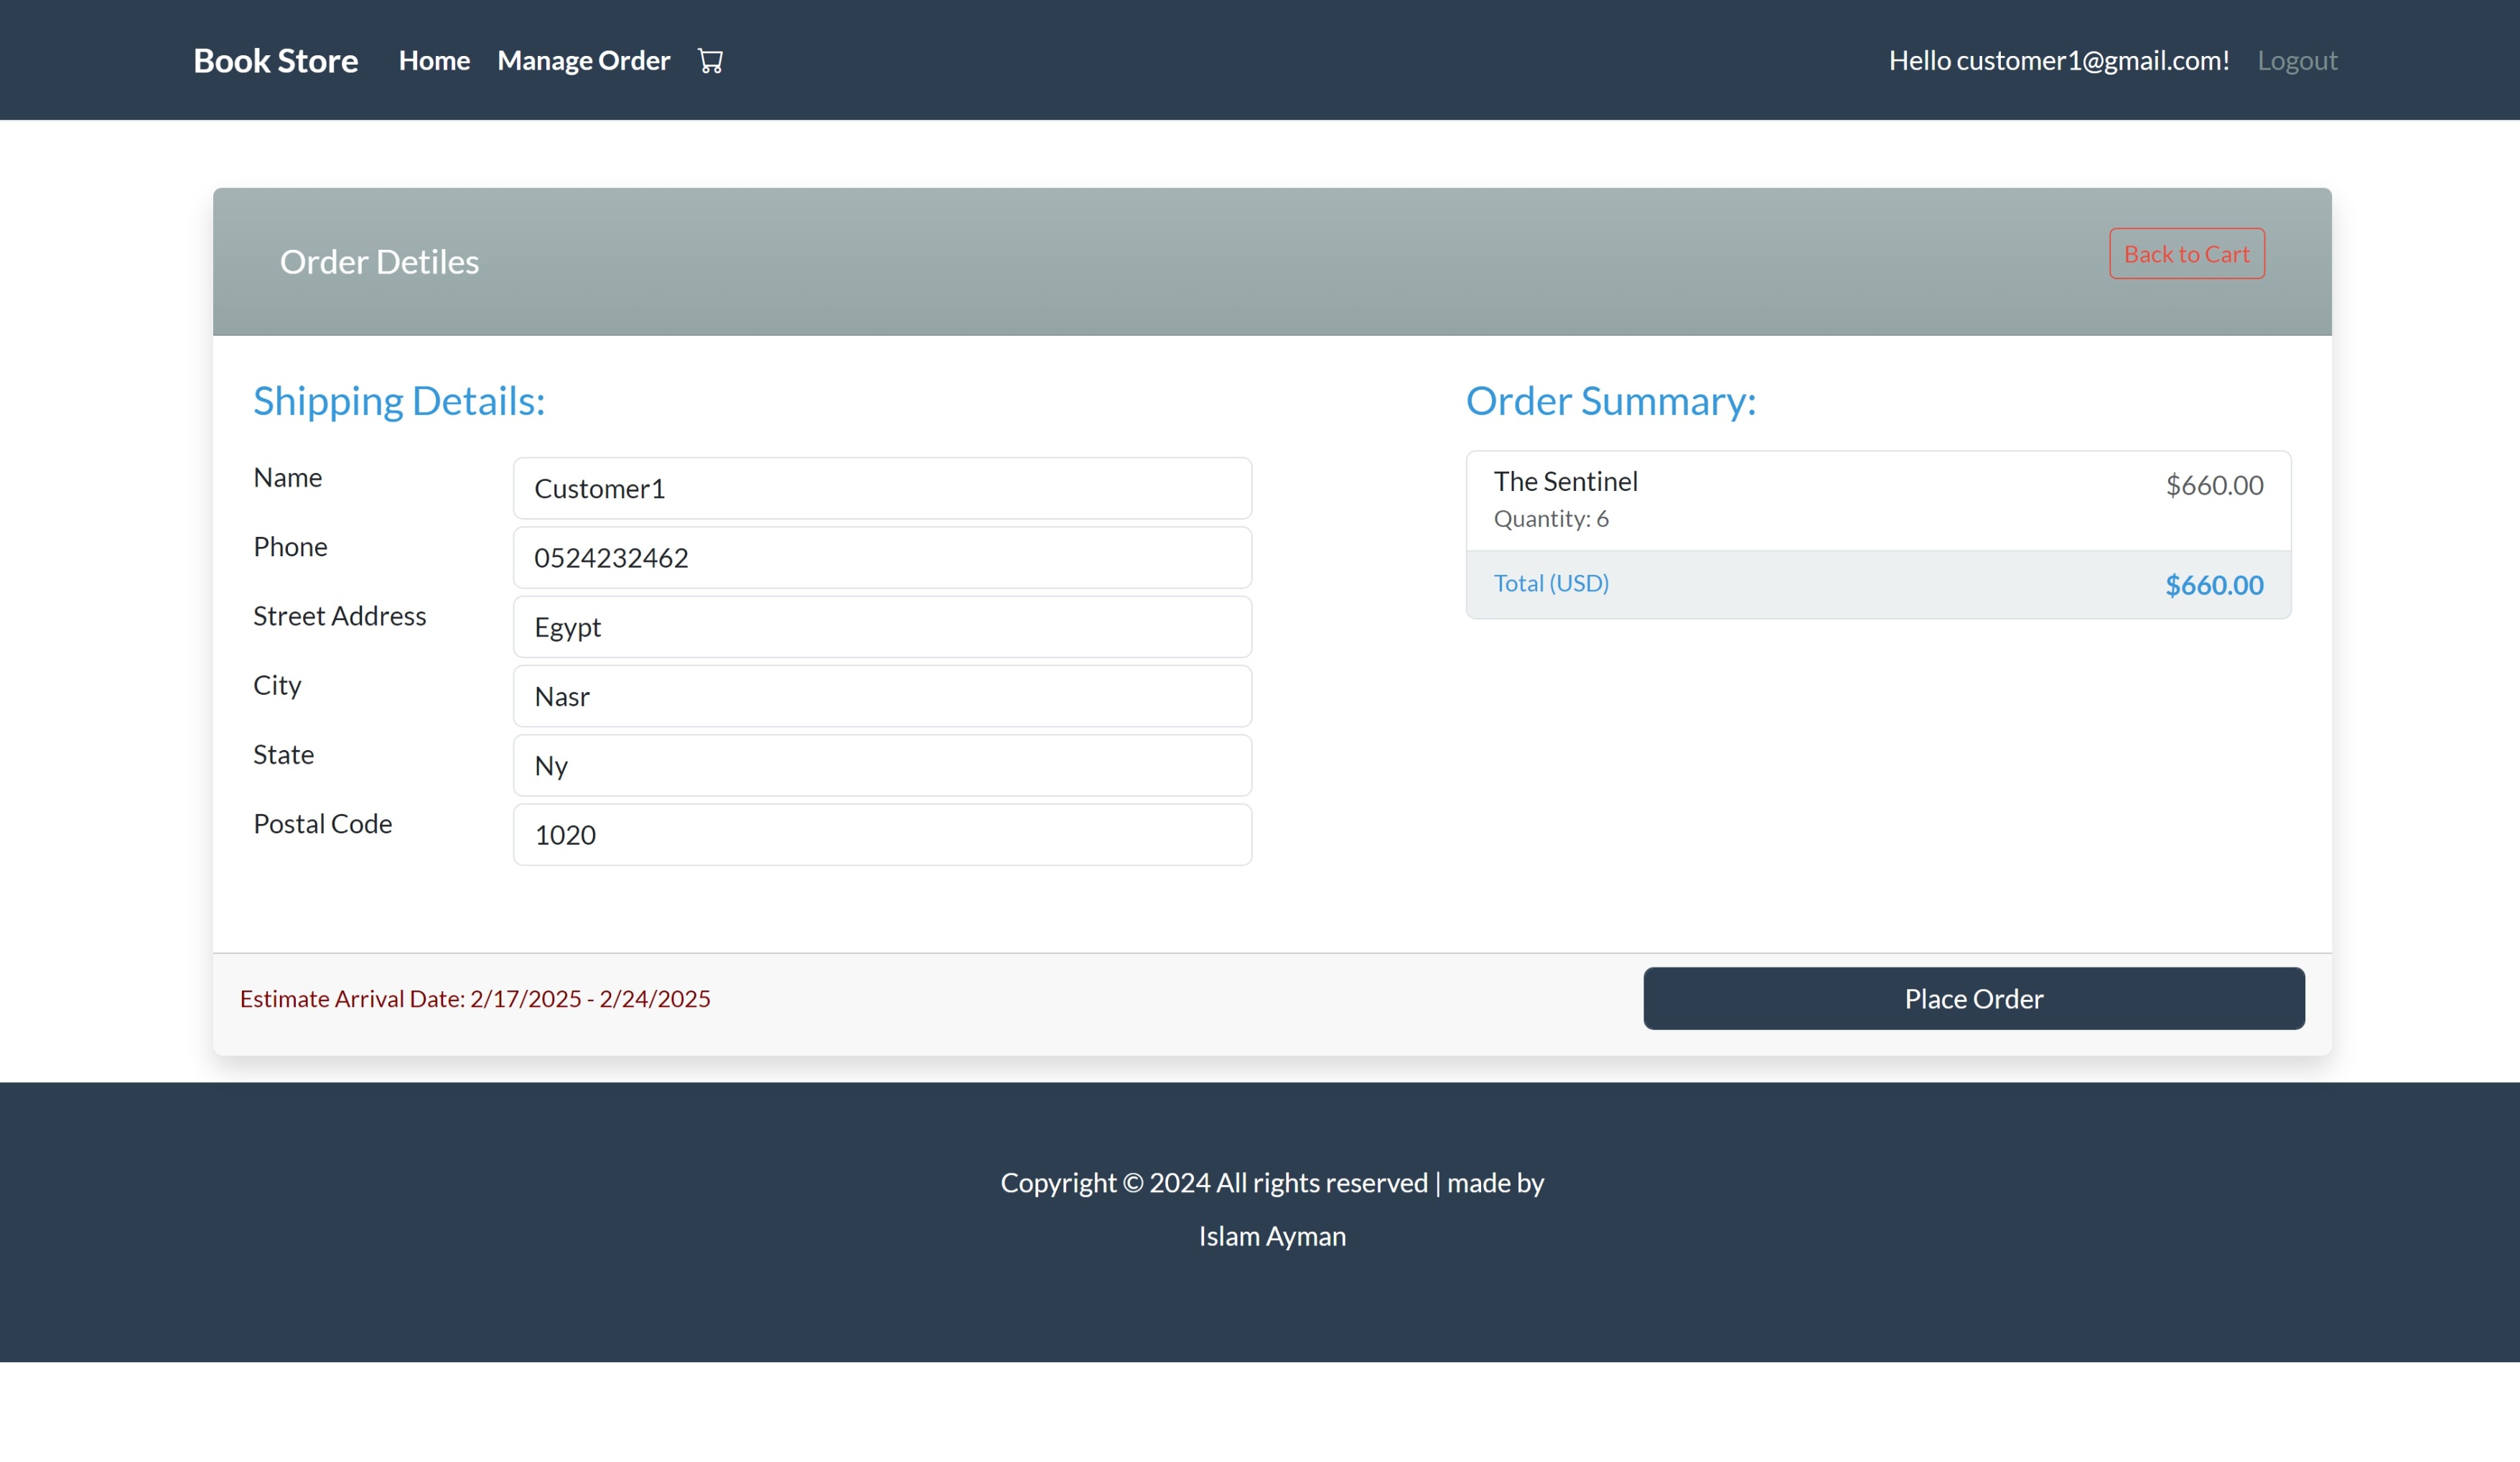 Book Store Home Manage Order Hello customer1@gmail.com! Logout
Order Detiles Back to Cart
Shipping Details:
Name Customer1
Phone 0524232462
Street Address Egypt
City Nasr
State Ny
Postal Code 1020
Order Summary:
The Sentinel $660.00
Quantity: 6
Total (USD) $660.00
Estimate Arrival Date: 2/17/2025 - 2/24/2025 Place Order
Copyright © 2024 All rights reserved | made by
Islam Ayman